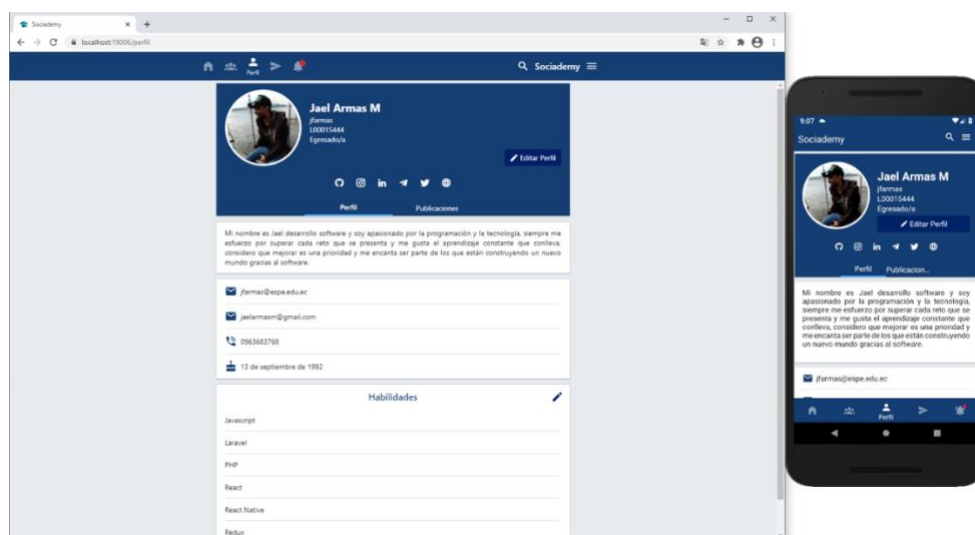 Sociademy
localhost:19006/perfil
Perfil
Sociademy
Jael Armas M
jfarmas
L00015444
Egresado/a
Editar Perfil
Perfil Publicaciones
Mi nombre es Jael desarrollo software y soy apasionado por la programación y la tecnología, siempre me
esfuerzo por superar cada reto que se presenta y me gusta el aprendizaje constante que conlleva,
considero que mejorar es una prioridad y me encanta ser parte de los que están construyendo un nuevo
mundo gracias al software.
jfarmas@espe.edu.ec
jaelarmasm@gmail.com
0963683768
13 de septiembre de 1992
Habilidades
Javascript
Laravel
PHP
React
React Native
Redux
9:07
Sociademy
Jael Armas M
jfarmas
L00015444
Egresado/a
Editar Perfil
Perfil Publicacion...
Mi nombre es Jael desarrollo software y soy
apasionado por la programación y la tecnología,
siempre me esfuerzo por superar cada reto que se
presenta y me gusta el aprendizaje constante que
conlleva, considero que mejorar es una prioridad y
me encanta ser parte de los que están construyendo
un nuevo mundo gracias al software.
jfarmas@espe.edu.ec
Perfil